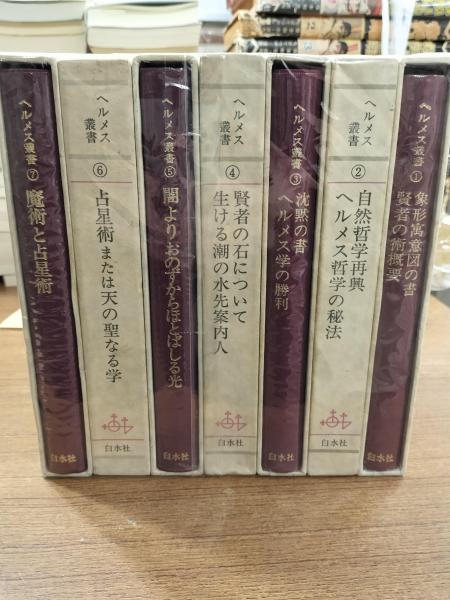 ヘルメス叢書①
象形寓意図の書
賢者の術概要
白水社
ヘルメス
叢書
②
自然哲学再興
ヘルメス哲学の秘法
白水社
ヘルメス叢書③
沈黙の書
ヘルメス学の勝利
白水社
ヘルメス
叢書
④
賢者の石について
生ける潮の水先案内人
白水社
ヘルメス叢書⑤
闇よりおのずからほとばしる光
白水社
ヘルメス
叢書
⑥
占星術または天の聖なる学
白水社
ヘルメス叢書⑦
魔術と占星術
白水社